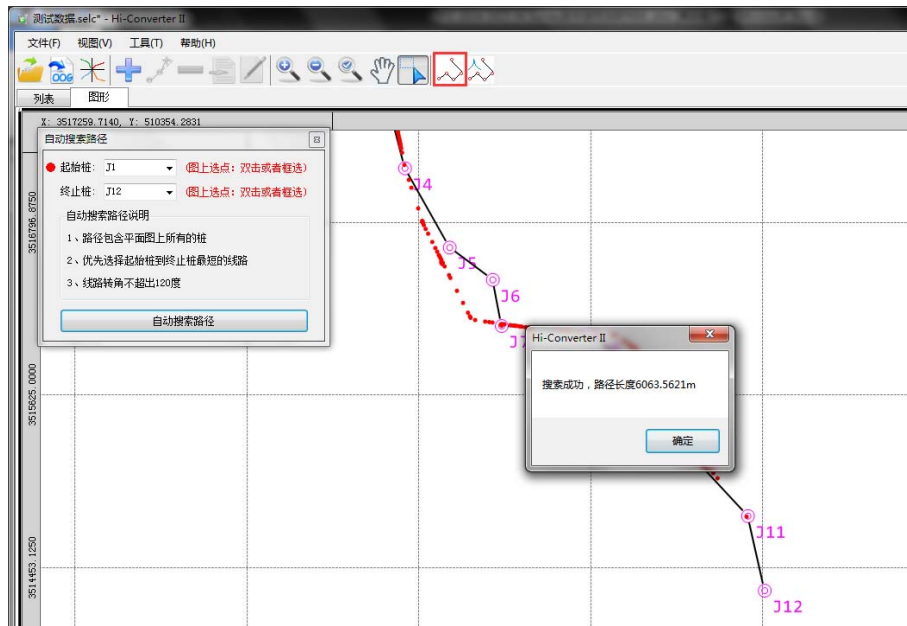 测试数据.selc* - Hi-Converter II
文件(F) 视图(V) 工具(T) 帮助(H)
OOG
列表 图形
X: 3517259.7140, Y: 510354.2831
自动搜索路径
起始桩: J1 (图上选点: 双击或者框选)
终止桩: J12 (图上选点: 双击或者框选)
自动搜索路径说明
1、路径包含平面图上所有的桩
2、优先选择起始桩到终止桩最短的线路
3、线路转角不超出120度
自动搜索路径
3516796.8750
3515625.0000
3514453.1250
J4
J5
J6
J7
Hi-Converter II
搜索成功，路径长度6063.5621m
确定
J11
J12